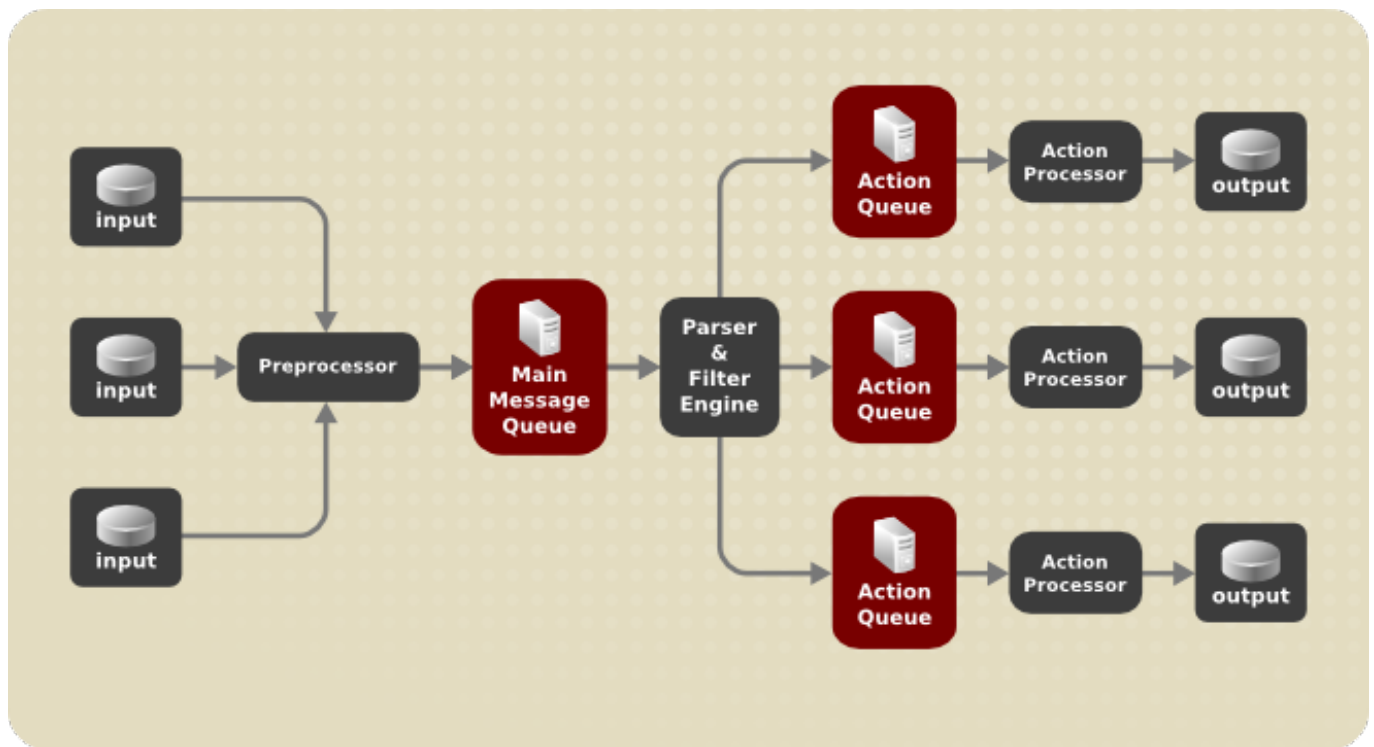 input
input
input
Preprocessor
Main
Message
Queue
Parser
&
Filter
Engine
Action
Queue
Action
Processor
output
Action
Queue
Action
Processor
output
Action
Queue
Action
Processor
output